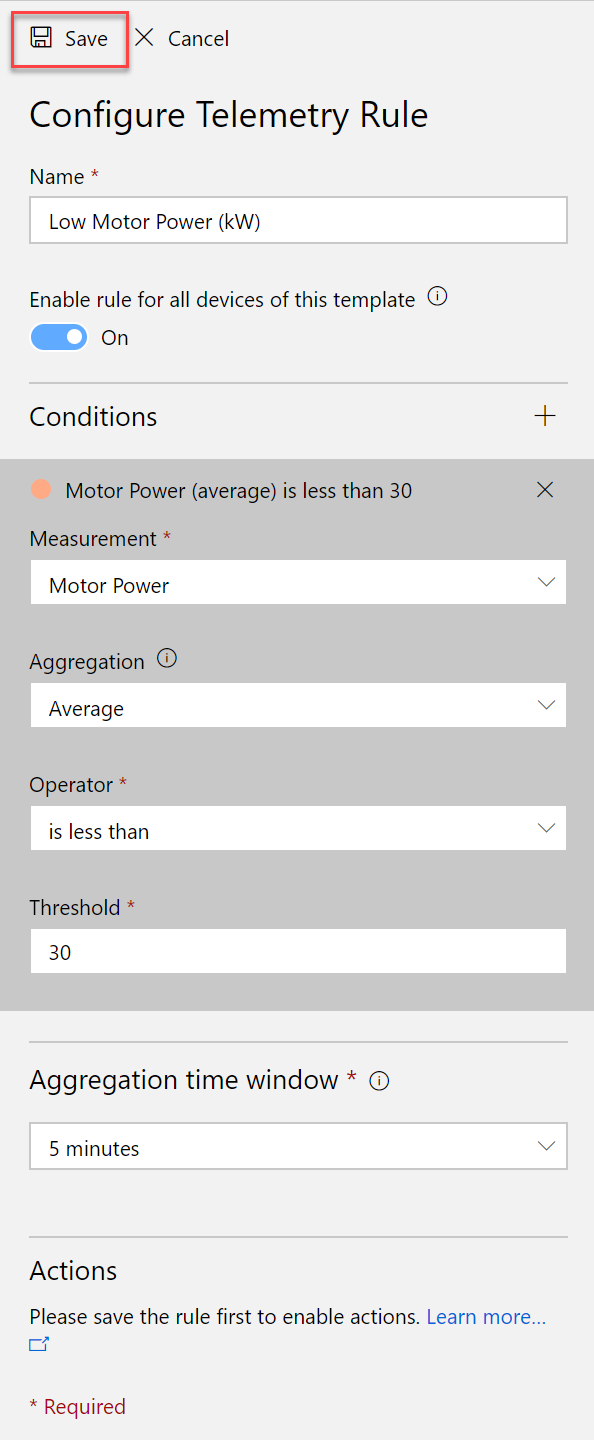 Save Cancel
Configure Telemetry Rule
Name *
Low Motor Power (kW)
Enable rule for all devices of this template
On
Conditions
Motor Power (average) is less than 30
Measurement *
Motor Power
Aggregation
Average
Operator *
is less than
Threshold *
30
Aggregation time window *
5 minutes
Actions
Please save the rule first to enable actions. Learn more...
* Required